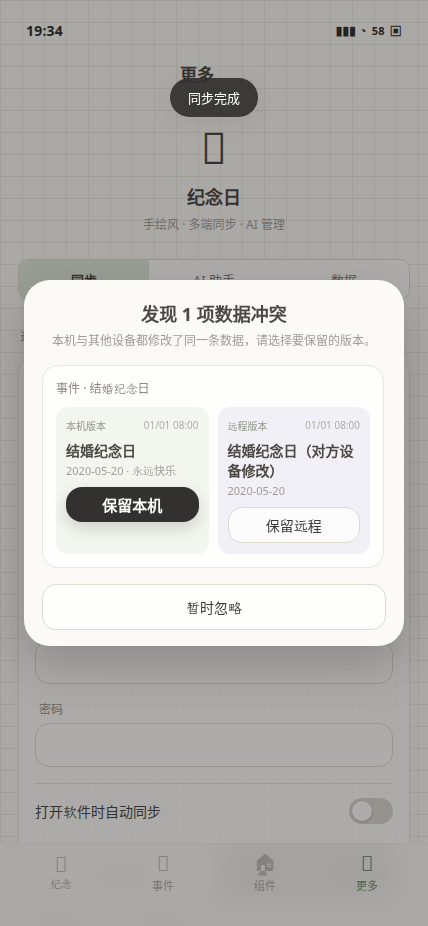 19:34
58
更多
同步完成
纪念日
手绘风 · 多端同步 · AI 管理
同步
AI 助手
数据
发现 1 项数据冲突
本机与其他设备都修改了同一条数据，请选择要保留的版本。
事件 · 结婚纪念日
本机版本
01/01 08:00
结婚纪念日
2020-05-20 · 永远快乐
保留本机
远程版本
01/01 08:00
结婚纪念日（对方设
备修改）
2020-05-20
保留远程
暂时忽略
密码
打开软件时自动同步
纪念
事件
组件
更多